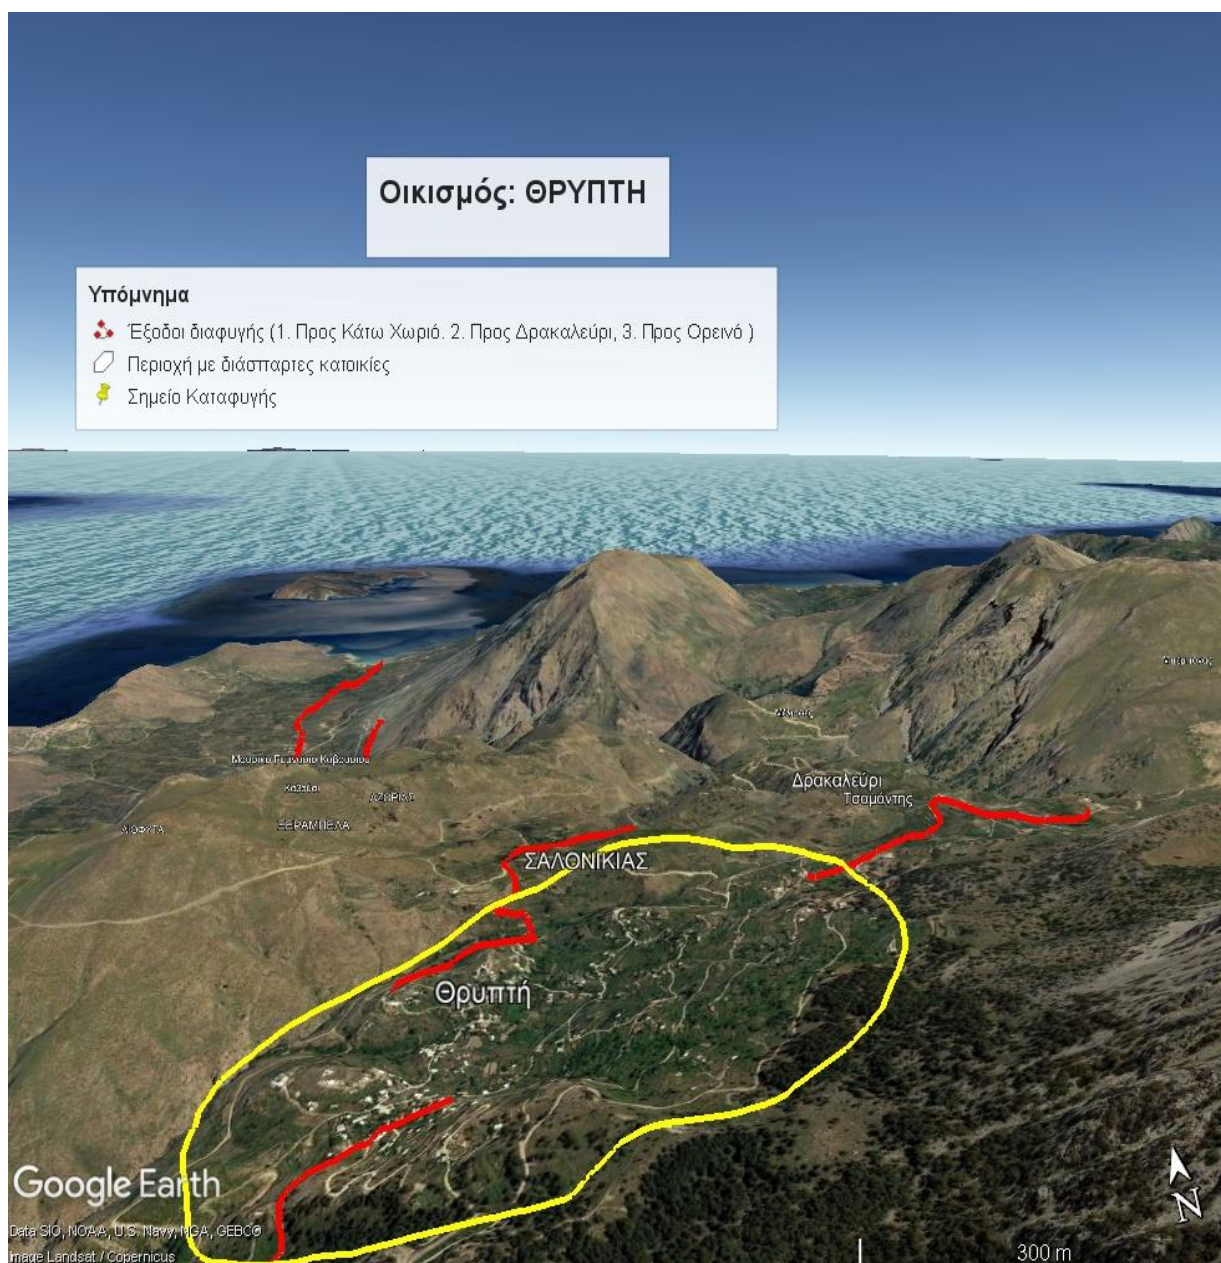 Οικισμός: ΘΡΥΠΤΗ
Υπόμνημα
Έξοδοι διαφυγής (1. Προς Κάτω Χωριό. 2. Προς Δρακαλεύρι, 3. Προς Ορεινό )
Περιοχή με διάσπαρτες κατοικίες
Σημείο Καταφυγής
Δρακαλεύρι
Τσαμάντης
ΑΖΩΡΙΑΣ
ΞΕΡΑΜΠΕΛΑ
ΣΑΛΟΝΙΚΙΑΣ
Θρυπτή
Google Earth
Data SIO, NOAA, U.S. Navy, NGA, GEBCO
Image Landsat / Copernicus
300 m
N